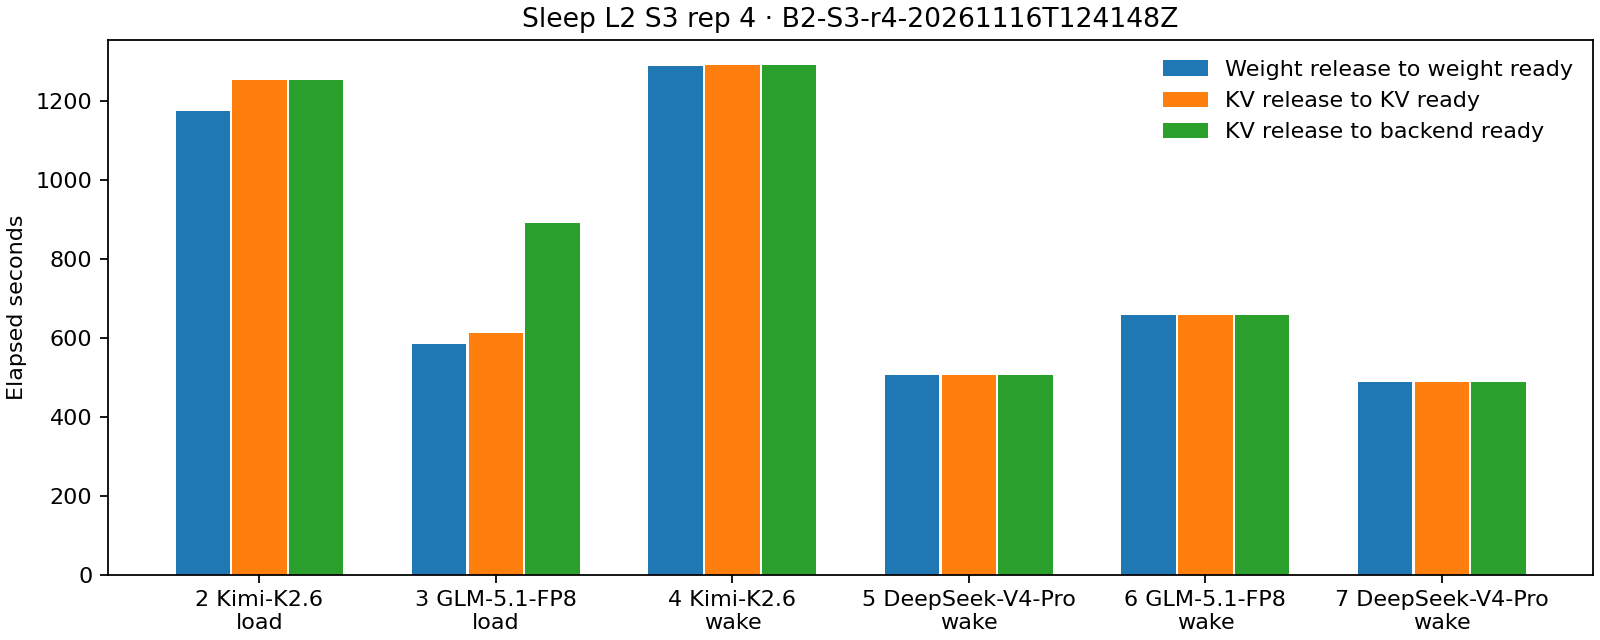 Sleep L2 S3 rep 4 · B2-S3-r4-20261116T124148Z
Weight release to weight ready
KV release to KV ready
KV release to backend ready
Elapsed seconds
1200
1000
800
600
400
200
0
2 Kimi-K2.6
load
3 GLM-5.1-FP8
load
4 Kimi-K2.6
wake
5 DeepSeek-V4-Pro
wake
6 GLM-5.1-FP8
wake
7 DeepSeek-V4-Pro
wake